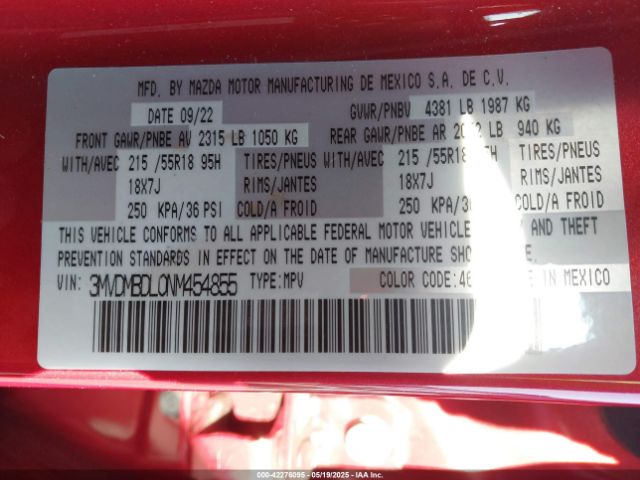 MFD. BY MAZDA MOTOR MANUFACTURING DE MEXICO S.A. DE C.V.
DATE 09/22 GVWR/PNBV 4381 LB 1987 KG
FRONT GAWR/PNBE AV 2315 LB 1050 KG REAR GAWR/PNBE AR LB 940 KG
WITH/AVEC 215 /55R18 95H TIRES/PNEUS WITH/AVEC 215 /55R18 TIRES/PNEUS
18X7J RIMS/JANTES 18X7J RIMS/JANTES
250 KPA/36 PSI COLD/A FROID 250 KPA/36 COLD/A FROID
THIS VEHICLE CONFORMS TO ALL APPLICABLE FEDERAL MOTOR VEHICLE AND THEFT
PREVENTION STANDARDS IN EFFECT ON THE DATE OF MANUFACTURE
VIN: 3MVDMBDL0NM454855 TYPE:MPV COLOR CODE:46 IN MEXICO
000-42276095 - 05/19/2025 - IAA Inc.